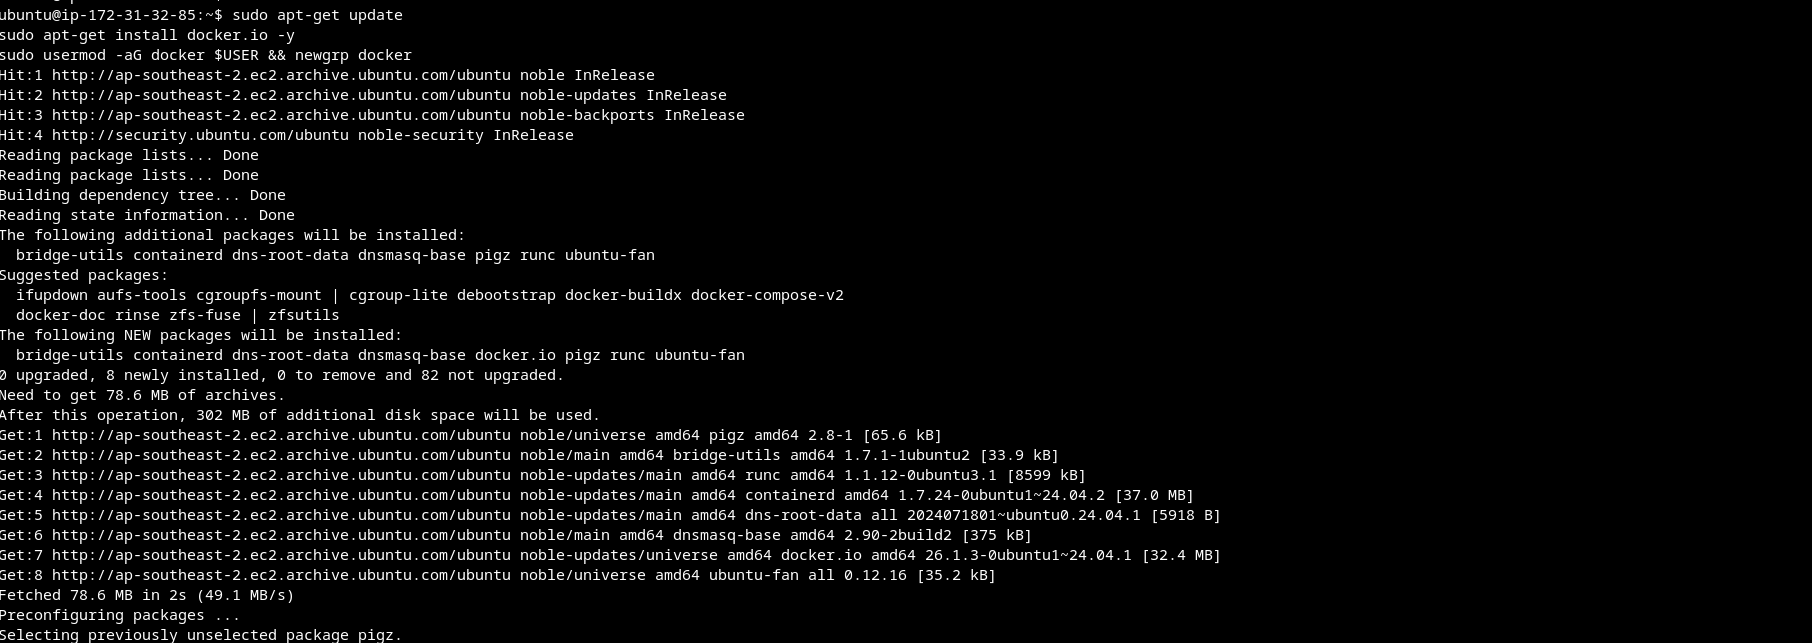 ubuntu@ip-172-31-32-85:~$ sudo apt-get update
sudo apt-get install docker.io -y
sudo usermod -aG docker $USER && newgrp docker
Hit:1 http://ap-southeast-2.ec2.archive.ubuntu.com/ubuntu noble InRelease
Hit:2 http://ap-southeast-2.ec2.archive.ubuntu.com/ubuntu noble-updates InRelease
Hit:3 http://ap-southeast-2.ec2.archive.ubuntu.com/ubuntu noble-backports InRelease
Hit:4 http://security.ubuntu.com/ubuntu noble-security InRelease
Reading package lists... Done
Reading package lists... Done
Building dependency tree... Done
Reading state information... Done
The following additional packages will be installed:
  bridge-utils containerd dns-root-data dnsmasq-base pigz runc ubuntu-fan
Suggested packages:
  ifupdown aufs-tools cgroupfs-mount | cgroup-lite debootstrap docker-buildx docker-compose-v2
  docker-doc rinse zfs-fuse | zfsutils
The following NEW packages will be installed:
  bridge-utils containerd dns-root-data dnsmasq-base docker.io pigz runc ubuntu-fan
0 upgraded, 8 newly installed, 0 to remove and 82 not upgraded.
Need to get 78.6 MB of archives.
After this operation, 302 MB of additional disk space will be used.
Get:1 http://ap-southeast-2.ec2.archive.ubuntu.com/ubuntu noble/universe amd64 pigz amd64 2.8-1 [65.6 kB]
Get:2 http://ap-southeast-2.ec2.archive.ubuntu.com/ubuntu noble/main amd64 bridge-utils amd64 1.7.1-1ubuntu2 [33.9 kB]
Get:3 http://ap-southeast-2.ec2.archive.ubuntu.com/ubuntu noble-updates/main amd64 runc amd64 1.1.12-0ubuntu3.1 [8599 kB]
Get:4 http://ap-southeast-2.ec2.archive.ubuntu.com/ubuntu noble-updates/main amd64 containerd amd64 1.7.24-0ubuntu1~24.04.2 [37.0 MB]
Get:5 http://ap-southeast-2.ec2.archive.ubuntu.com/ubuntu noble-updates/main amd64 dns-root-data all 2024071801~ubuntu0.24.04.1 [5918 B]
Get:6 http://ap-southeast-2.ec2.archive.ubuntu.com/ubuntu noble/main amd64 dnsmasq-base amd64 2.90-2build2 [375 kB]
Get:7 http://ap-southeast-2.ec2.archive.ubuntu.com/ubuntu noble-updates/universe amd64 docker.io amd64 26.1.3-0ubuntu1~24.04.1 [32.4 MB]
Get:8 http://ap-southeast-2.ec2.archive.ubuntu.com/ubuntu noble/universe amd64 ubuntu-fan all 0.12.16 [35.2 kB]
Fetched 78.6 MB in 2s (49.1 MB/s)
Preconfiguring packages ...
Selecting previously unselected package pigz.